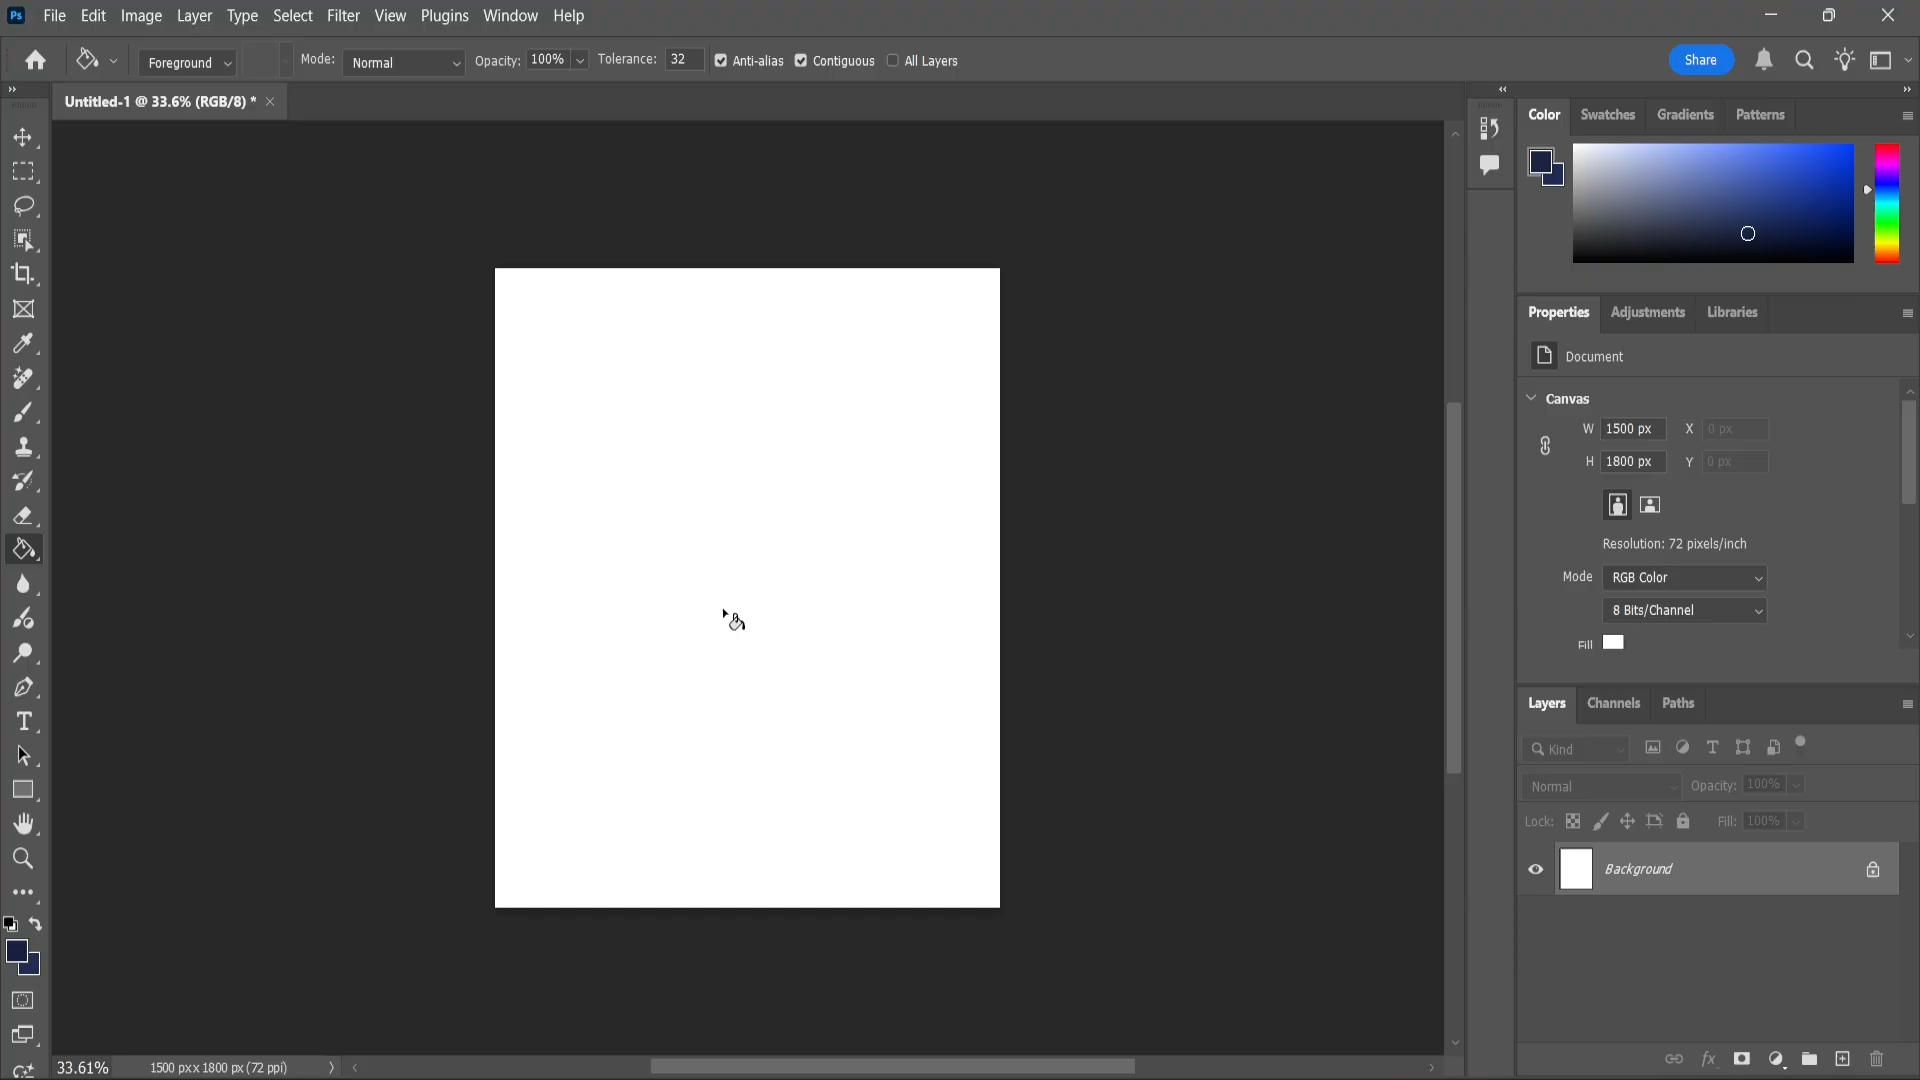 Ps File Edit Image Layer Type Select Filter View Plugins Window Help
Foreground Mode: Normal Opacity: 100% Tolerance: 32 Anti-alias Contiguous All Layers Share
Untitled-1 @ 33.6% (RGB/8) *
Color Swatches Gradients Patterns
Properties Adjustments Libraries
Document
Canvas
W 1500 px X 0 px
H 1800 px Y 0 px
Resolution: 72 pixels/inch
Mode RGB Color
8 Bits/Channel
Fill
Layers Channels Paths
Kind
Normal Opacity: 100%
Lock: Fill: 100%
Background
33.61% 1500 px x 1800 px (72 ppi)